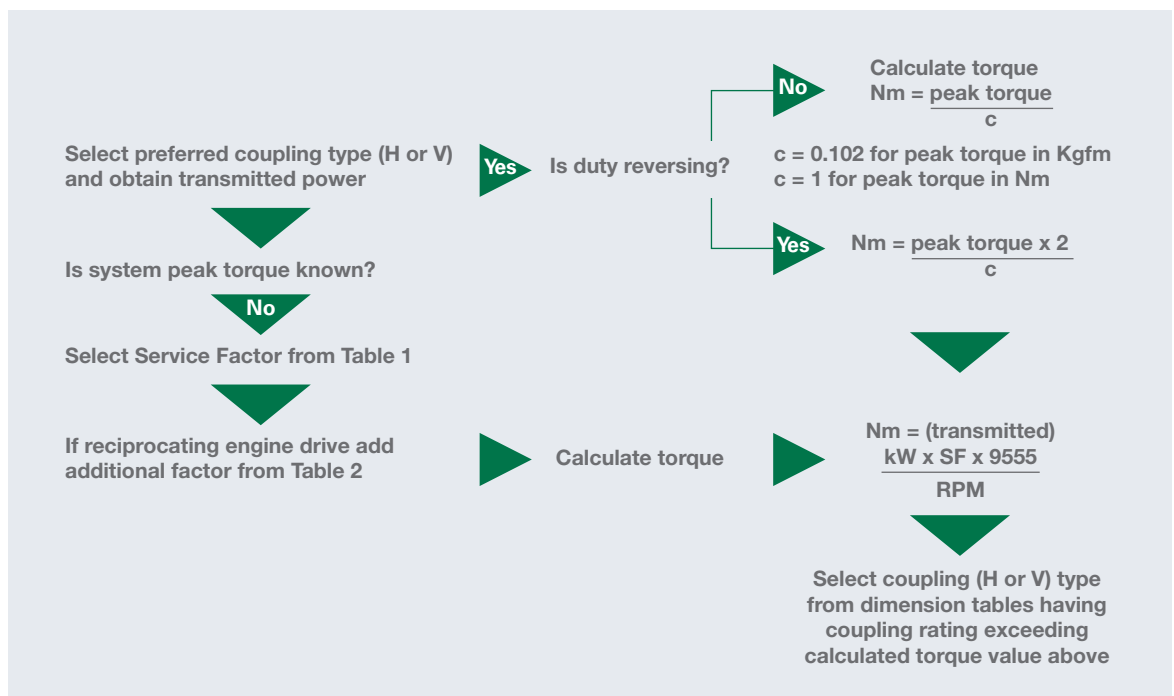 Select preferred coupling type (H or V)
and obtain transmitted power
Yes
Is duty reversing?
No
Calculate torque
Nm = peak torque
c
c = 0.102 for peak torque in Kgfm
c = 1 for peak torque in Nm
Yes
Nm = peak torque x 2
c
Is system peak torque known?
No
Select Service Factor from Table 1
If reciprocating engine drive add
additional factor from Table 2
Calculate torque
Nm = (transmitted)
kW x SF x 9555
RPM
Select coupling (H or V) type
from dimension tables having
coupling rating exceeding
calculated torque value above